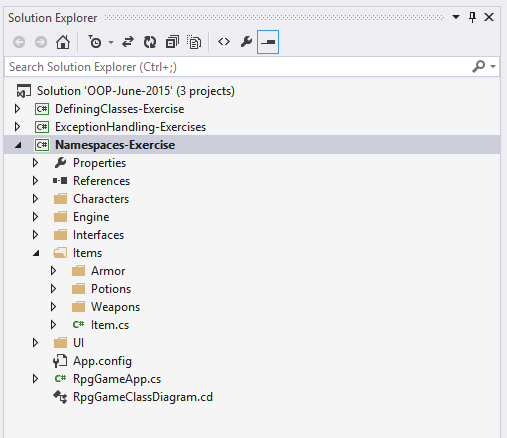 Solution Explorer
Search Solution Explorer (Ctrl+;)
Solution 'OOP-June-2015' (3 projects)
C# DefiningClasses-Exercise
C# ExceptionHandling-Exercises
C# Namespaces-Exercise
Properties
References
Characters
Engine
Interfaces
Items
Armor
Potions
Weapons
C# Item.cs
UI
App.config
C# RpgGameApp.cs
RpgGameClassDiagram.cd